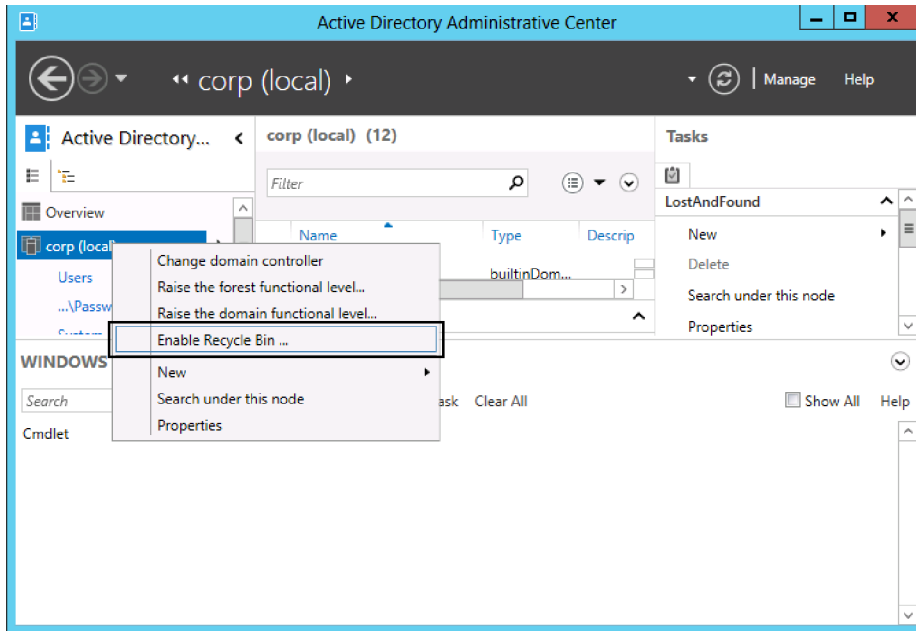 Active Directory Administrative Center
corp (local)
Manage Help
Active Directory...
corp (local) (12)
Tasks
Filter
Overview
LostAndFound
corp (local)
Name Type Descrip
New
Users
builtinDom...
Delete
...\Passw
Search under this node
System
Properties
Change domain controller
Raise the forest functional level...
Raise the domain functional level...
Enable Recycle Bin ...
New
Search under this node
Properties
WINDOWS
Search
ask Clear All
Show All Help
Cmdlet